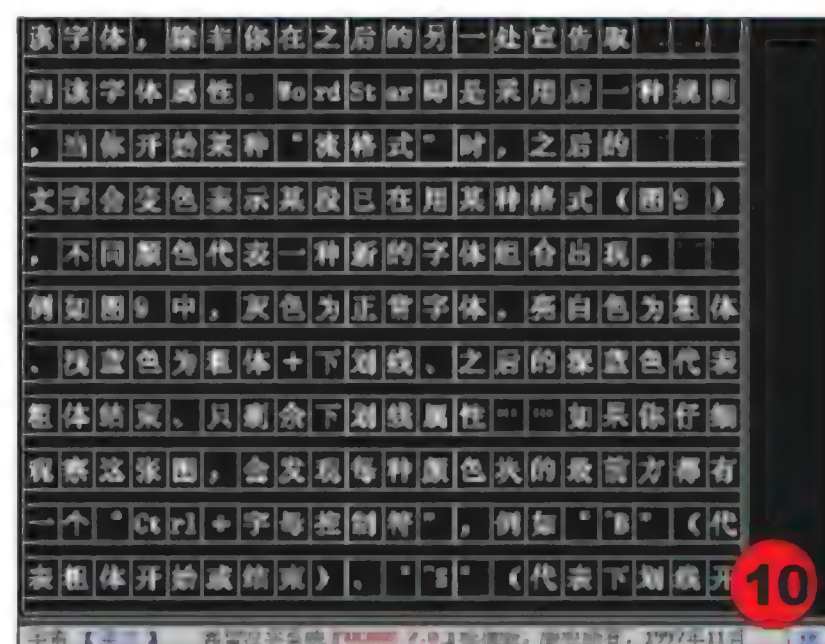 该字体，除非你在之后的另一处宣告取
则该字体属性。WordStar即是采用后一种规则
，当你开始某种“被格式”时，之后的
文字会变色表示某段已在用某种格式（图9）
，不同颜色代表一种新的字体组合出现，
例如图9中，灰色为正常字体，亮白色为粗体
、浅蓝色为粗体+下划线、之后的深蓝色代表
粗体结束、只剩余下划线属性……如果你仔细
观察这张图，会发现每种颜色块的最前方都有
一个“Ctrl+字母控制符”，例如“^B”（代
表粗体开始或结束）、“^S”（代表下划线开
10